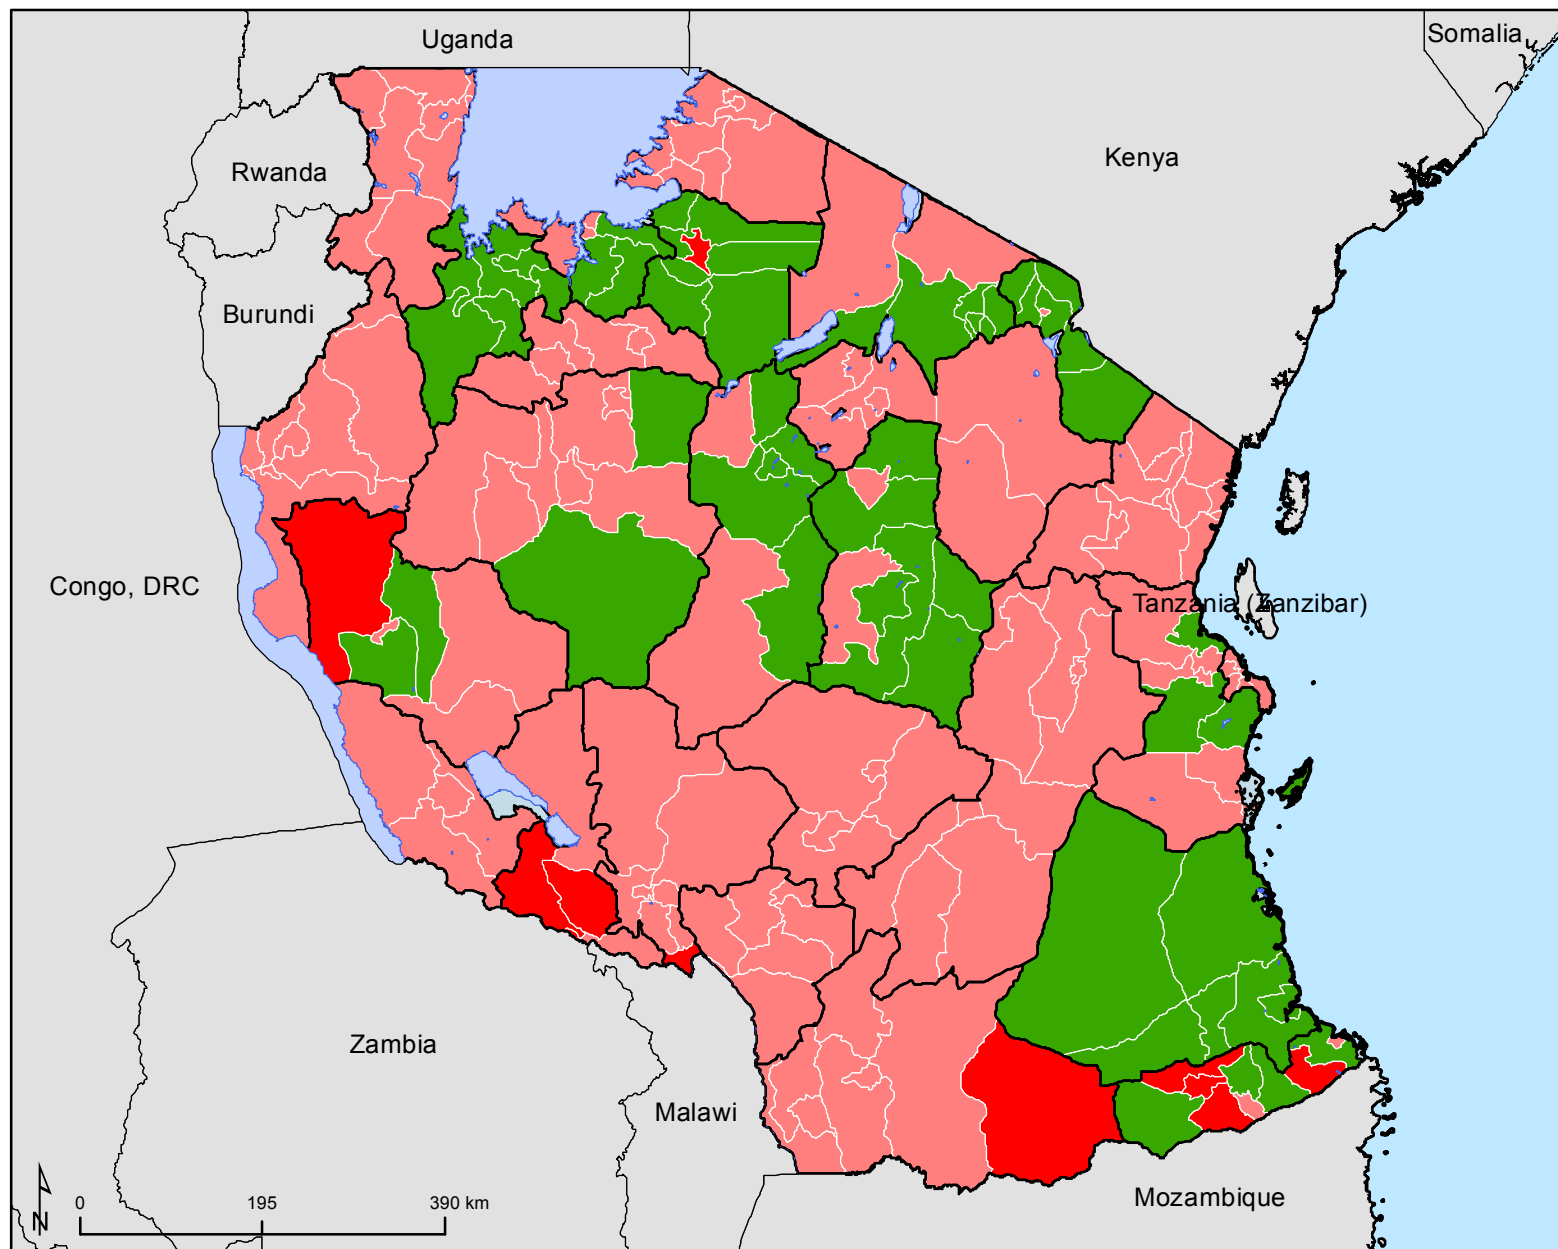 Uganda
Somalia
Kenya
Rwanda
Burundi
Congo, DRC
Tanzania (Zanzibar)
Zambia
Malawi
Mozambique
N
0 195 390 km